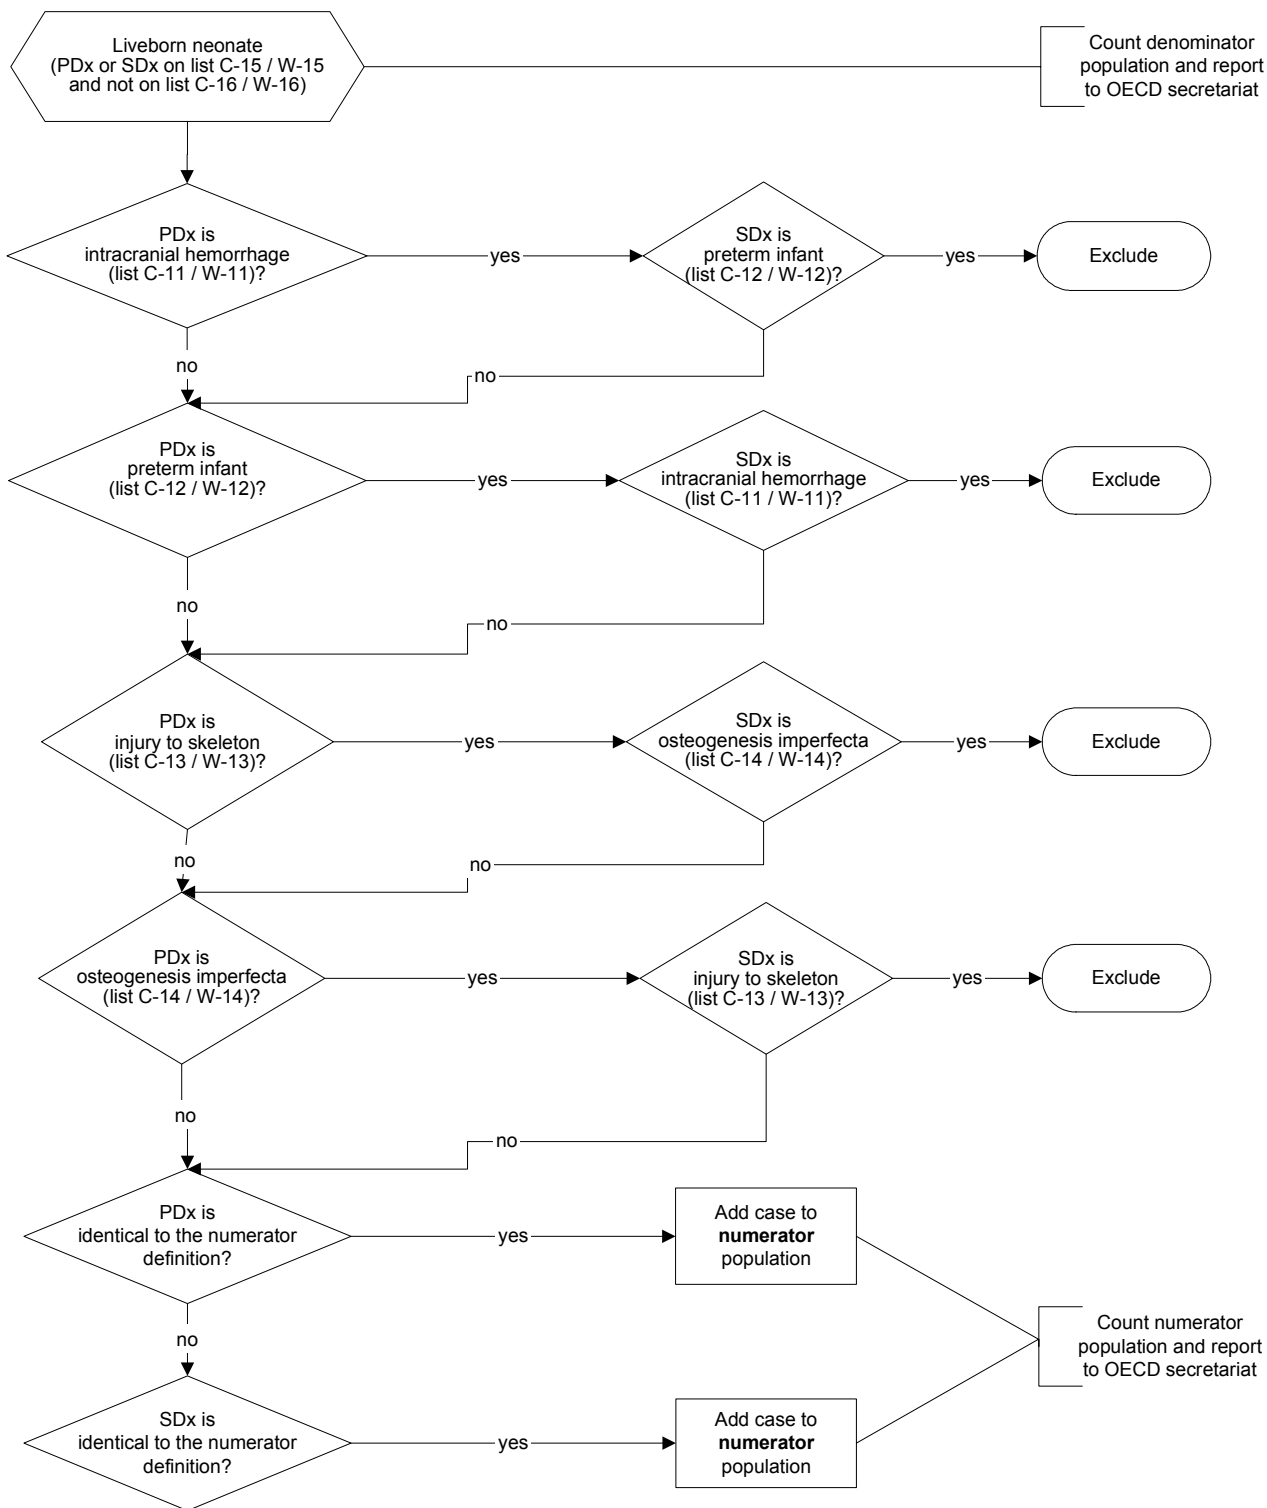 Liveborn neonate
(PDx or SDx on list C-15 / W-15
and not on list C-16 / W-16)
Count denominator
population and report
to OECD secretariat
PDx is
intracranial hemorrhage
(list C-11 / W-11)?
yes
SDx is
preterm infant
(list C-12 / W-12)?
yes
Exclude
no
no
PDx is
preterm infant
(list C-12 / W-12)?
yes
SDx is
intracranial hemorrhage
(list C-11 / W-11)?
yes
Exclude
no
no
PDx is
injury to skeleton
(list C-13 / W-13)?
yes
SDx is
osteogenesis imperfecta
(list C-14 / W-14)?
yes
Exclude
no
no
PDx is
osteogenesis imperfecta
(list C-14 / W-14)?
yes
SDx is
injury to skeleton
(list C-13 / W-13)?
yes
Exclude
no
no
PDx is
identical to the numerator
definition?
yes
Add case to
numerator
population
no
Count numerator
population and report
to OECD secretariat
SDx is
identical to the numerator
definition?
yes
Add case to
numerator
population